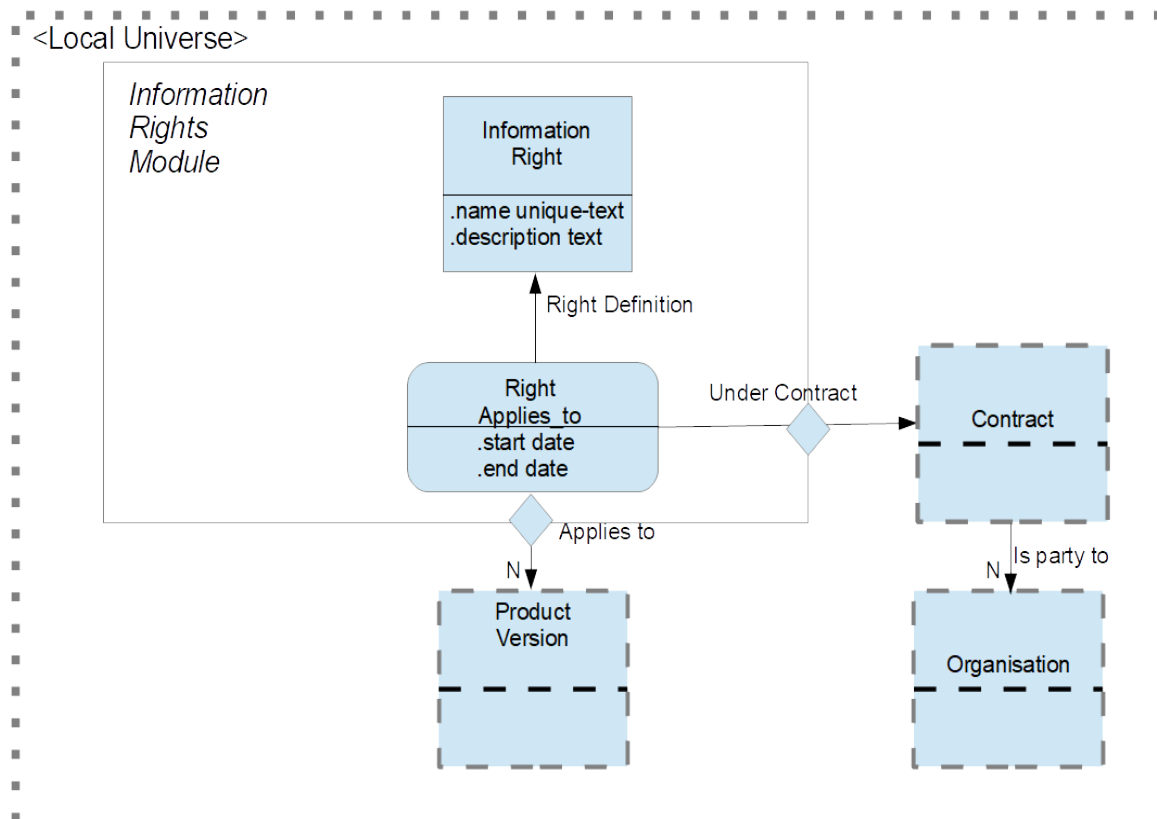 <Local Universe>
Information
Rights
Module
Information
Right
.name unique-text
.description text
Right Definition
Right
Applies_to
.start date
.end date
Under Contract
Contract
Applies to
N
Is party to
N
Product
Version
Organisation